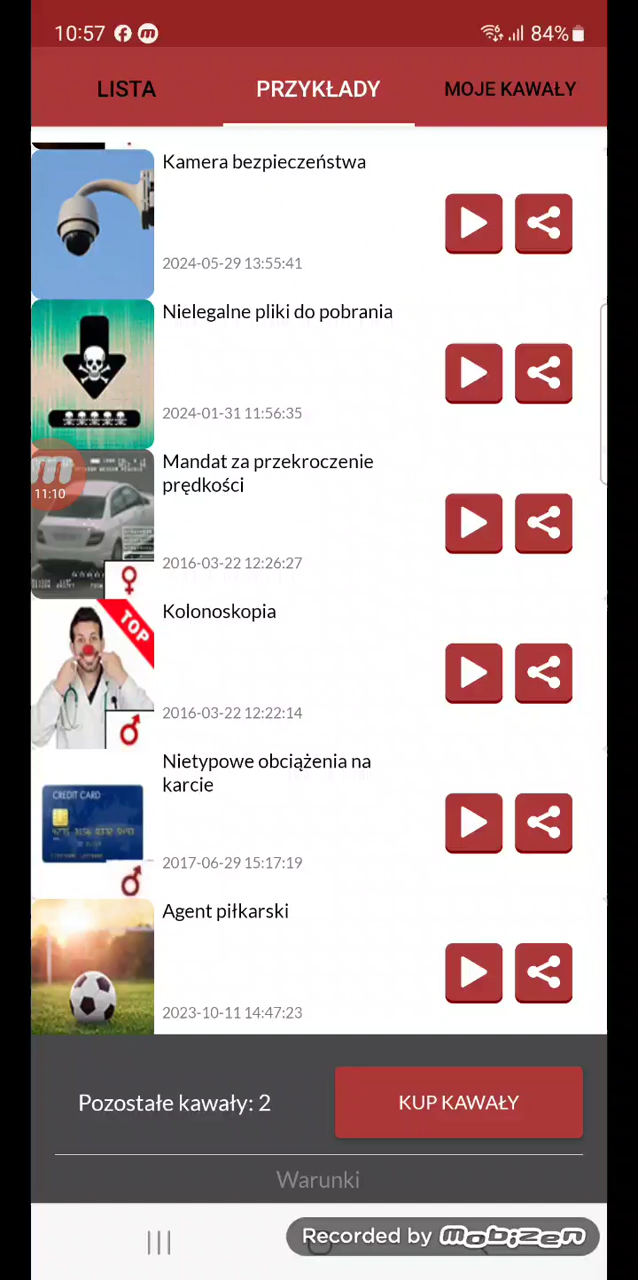 10:57
84%
LISTA
PRZYKŁADY
MOJE KAWAŁY
Kamera bezpieczeństwa
2024-05-29 13:55:41
Nielegalne pliki do pobrania
2024-01-31 11:56:35
11:10
Mandat za przekroczenie
prędkości
2016-03-22 12:26:27
TOP
Kolonoskopia
2016-03-22 12:22:14
Nietypowe obciążenia na
karcie
CREDIT CARD
2017-06-29 15:17:19
Agent piłkarski
2023-10-11 14:47:23
Pozostałe kawały: 2
KUP KAWAŁY
Warunki
Recorded by mobizen